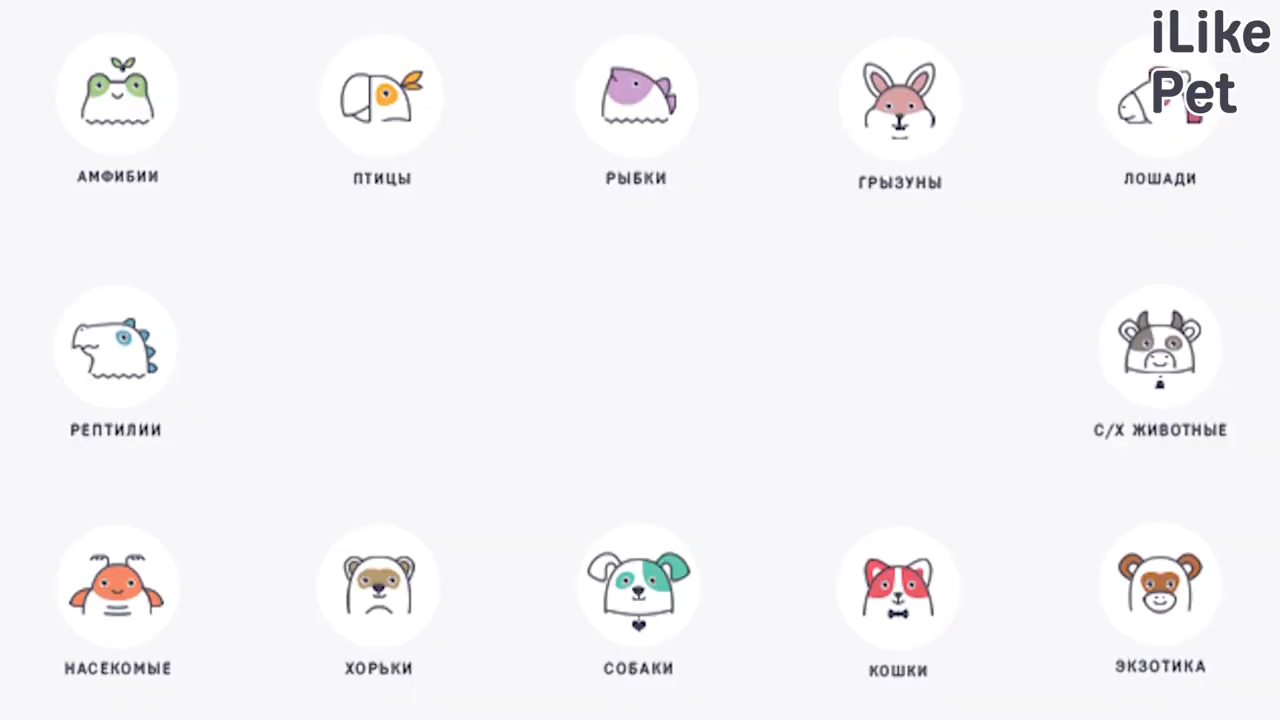 iLike
Pet
АМФИБИИ
ПТИЦЫ
РЫБКИ
ГРЫЗУНЫ
ЛОШАДИ
РЕПТИЛИИ
С/Х ЖИВОТНЫЕ
НАСЕКОМЫЕ
ХОРЬКИ
СОБАКИ
КОШКИ
ЭКЗОТИКА